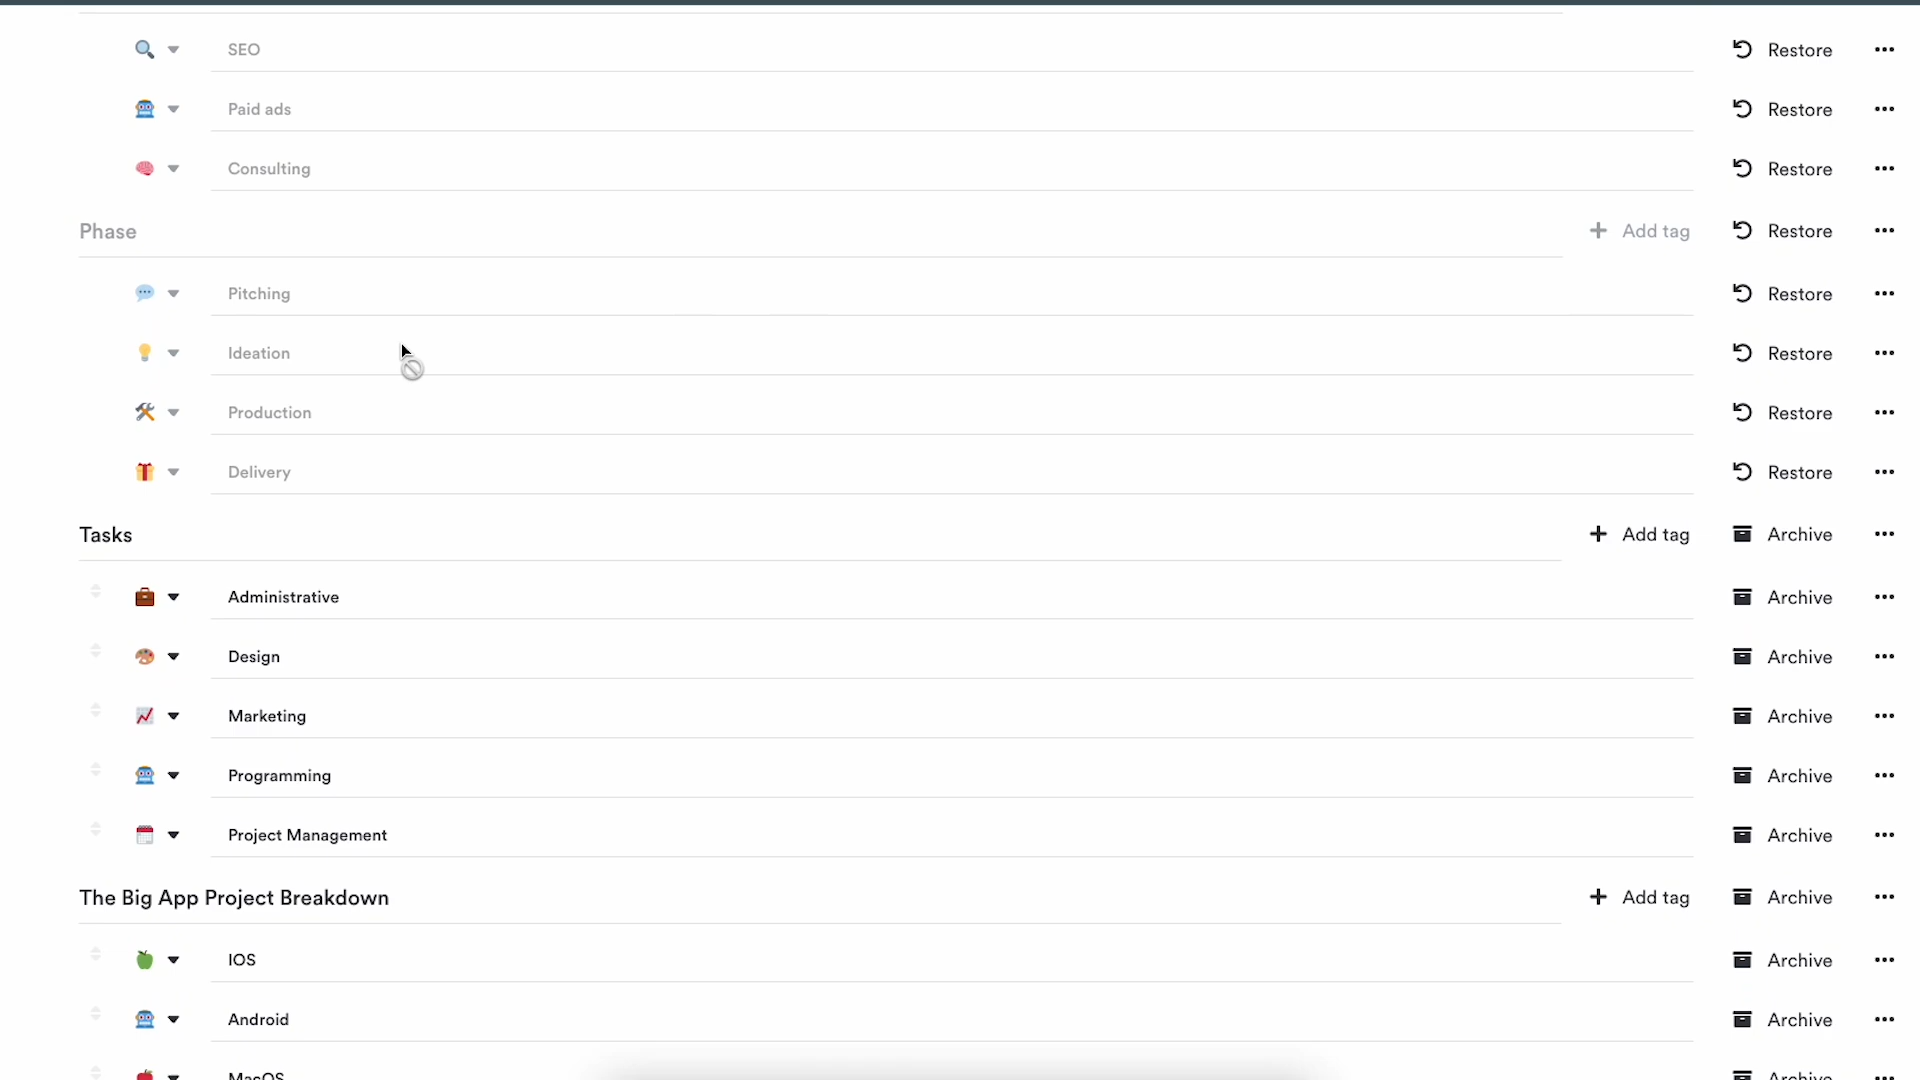 SEO Restore
Paid ads Restore
Consulting Restore
Phase Add tag Restore
Pitching Restore
Ideation Restore
Production Restore
Delivery Restore
Tasks Add tag Archive
Administrative Archive
Design Archive
Marketing Archive
Programming Archive
Project Management Archive
The Big App Project Breakdown Add tag Archive
IOS Archive
Android Archive
MacOS Archive